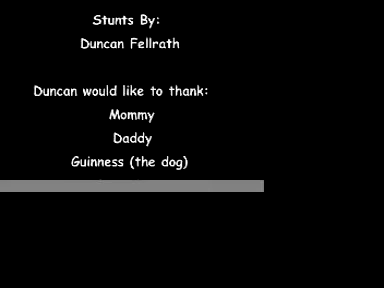 Stunts By:
Duncan Fellrath
Duncan would like to thank:
Mommy
Daddy
Guinness (the dog)